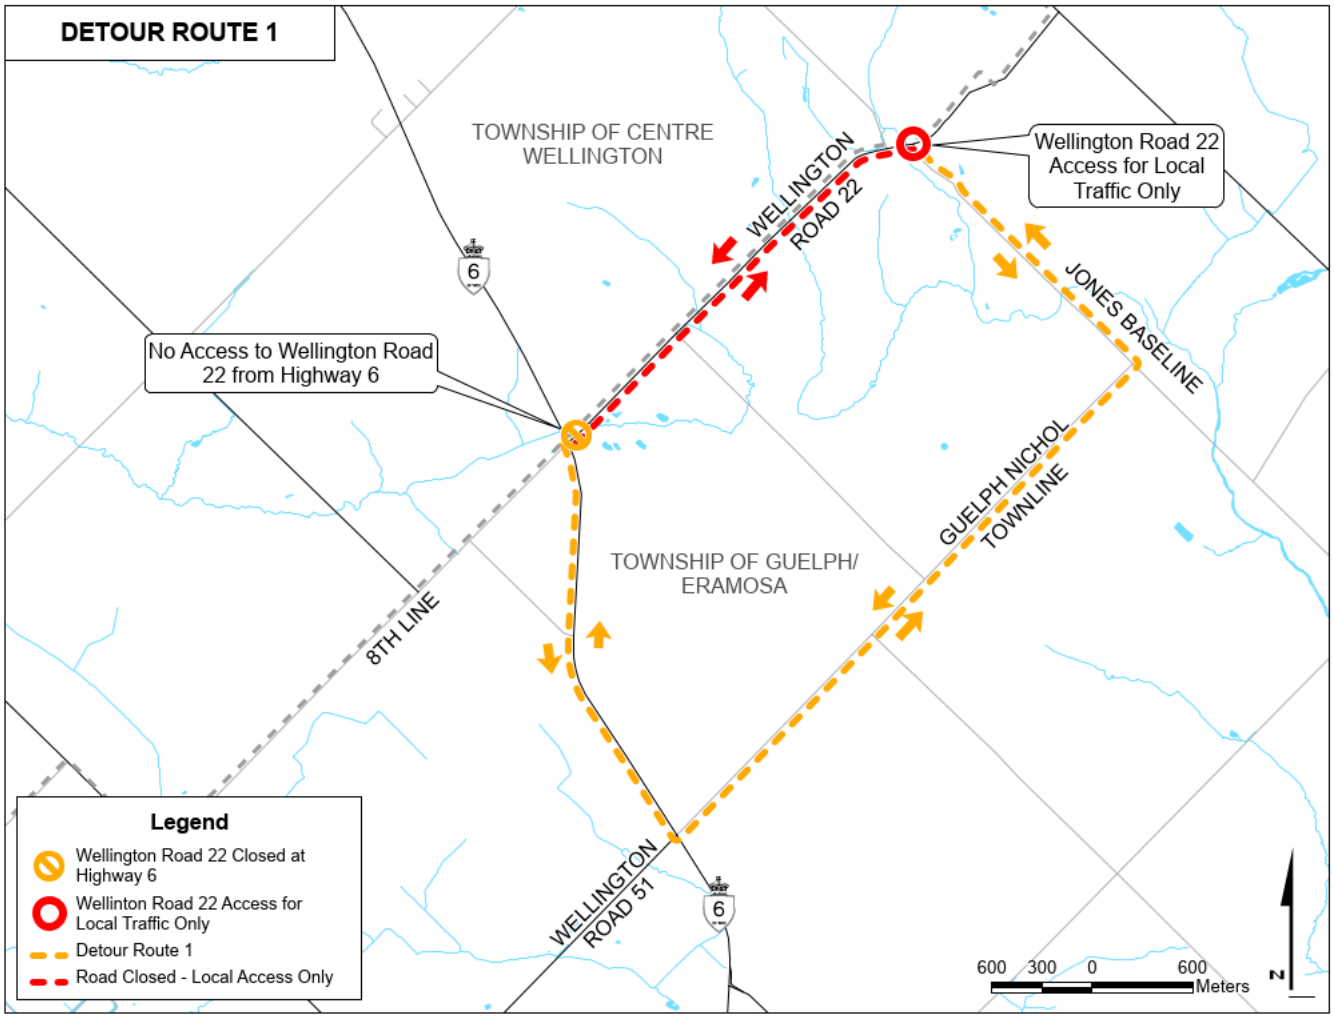 DETOUR ROUTE 1
TOWNSHIP OF CENTRE
WELLINGTON
WELLINGTON
ROAD 22
Wellington Road 22
Access for Local
Traffic Only
6
JONES BASELINE
No Access to Wellington Road
22 from Highway 6
GUELPH NICHOL
TOWNLINE
TOWNSHIP OF GUELPH/
ERAMOSA
8TH LINE
WELLINGTON
ROAD 51
6
Legend
Wellington Road 22 Closed at
Highway 6
Wellinton Road 22 Access for
Local Traffic Only
Detour Route 1
Road Closed - Local Access Only
600 300 0 600
Meters
N